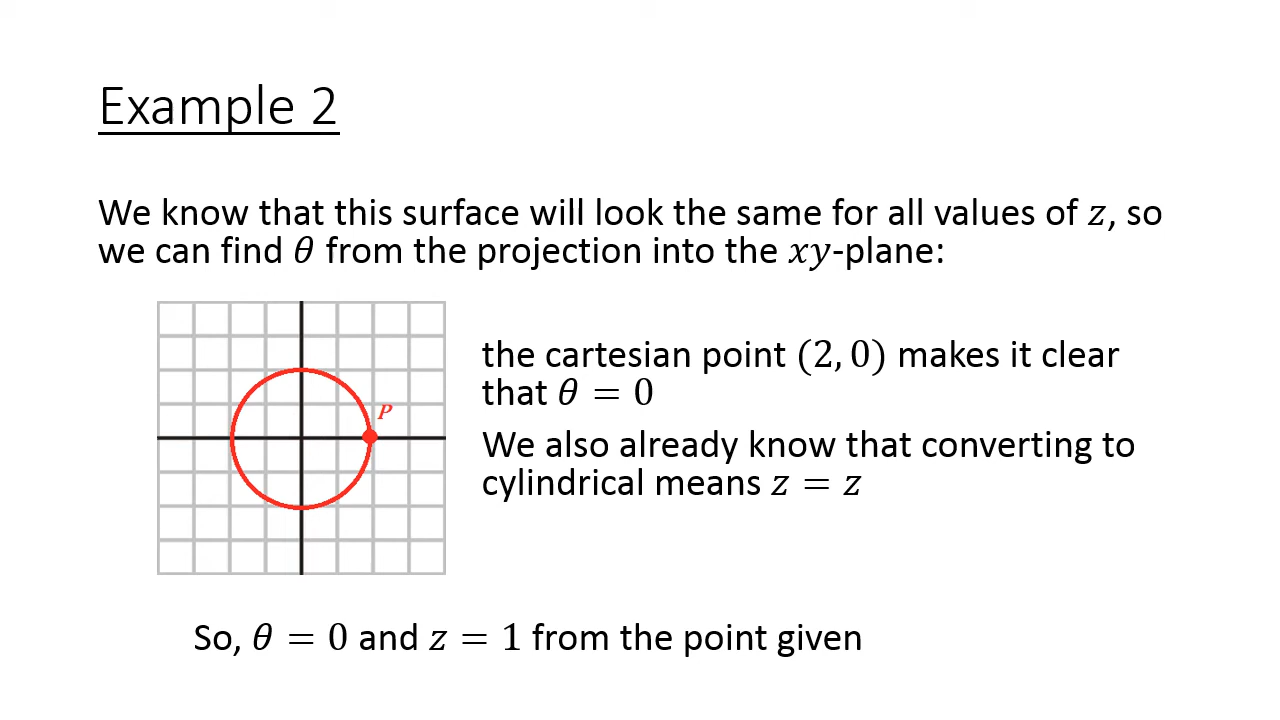 Example 2
We know that this surface will look the same for all values of 𝑧, so
we can find 𝜃 from the projection into the 𝑥𝑦-plane:
the cartesian point (2, 0) makes it clear
that 𝜃 = 0
P
We also already know that converting to
cylindrical means 𝑧 = 𝑧
So, 𝜃 = 0 and 𝑧 = 1 from the point given